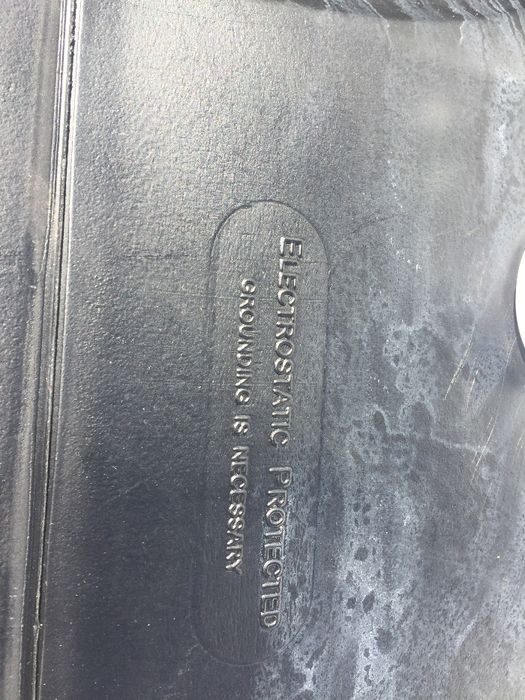 ELECTROSTATIC PROTECTED
GROUNDING IS NECESSARY